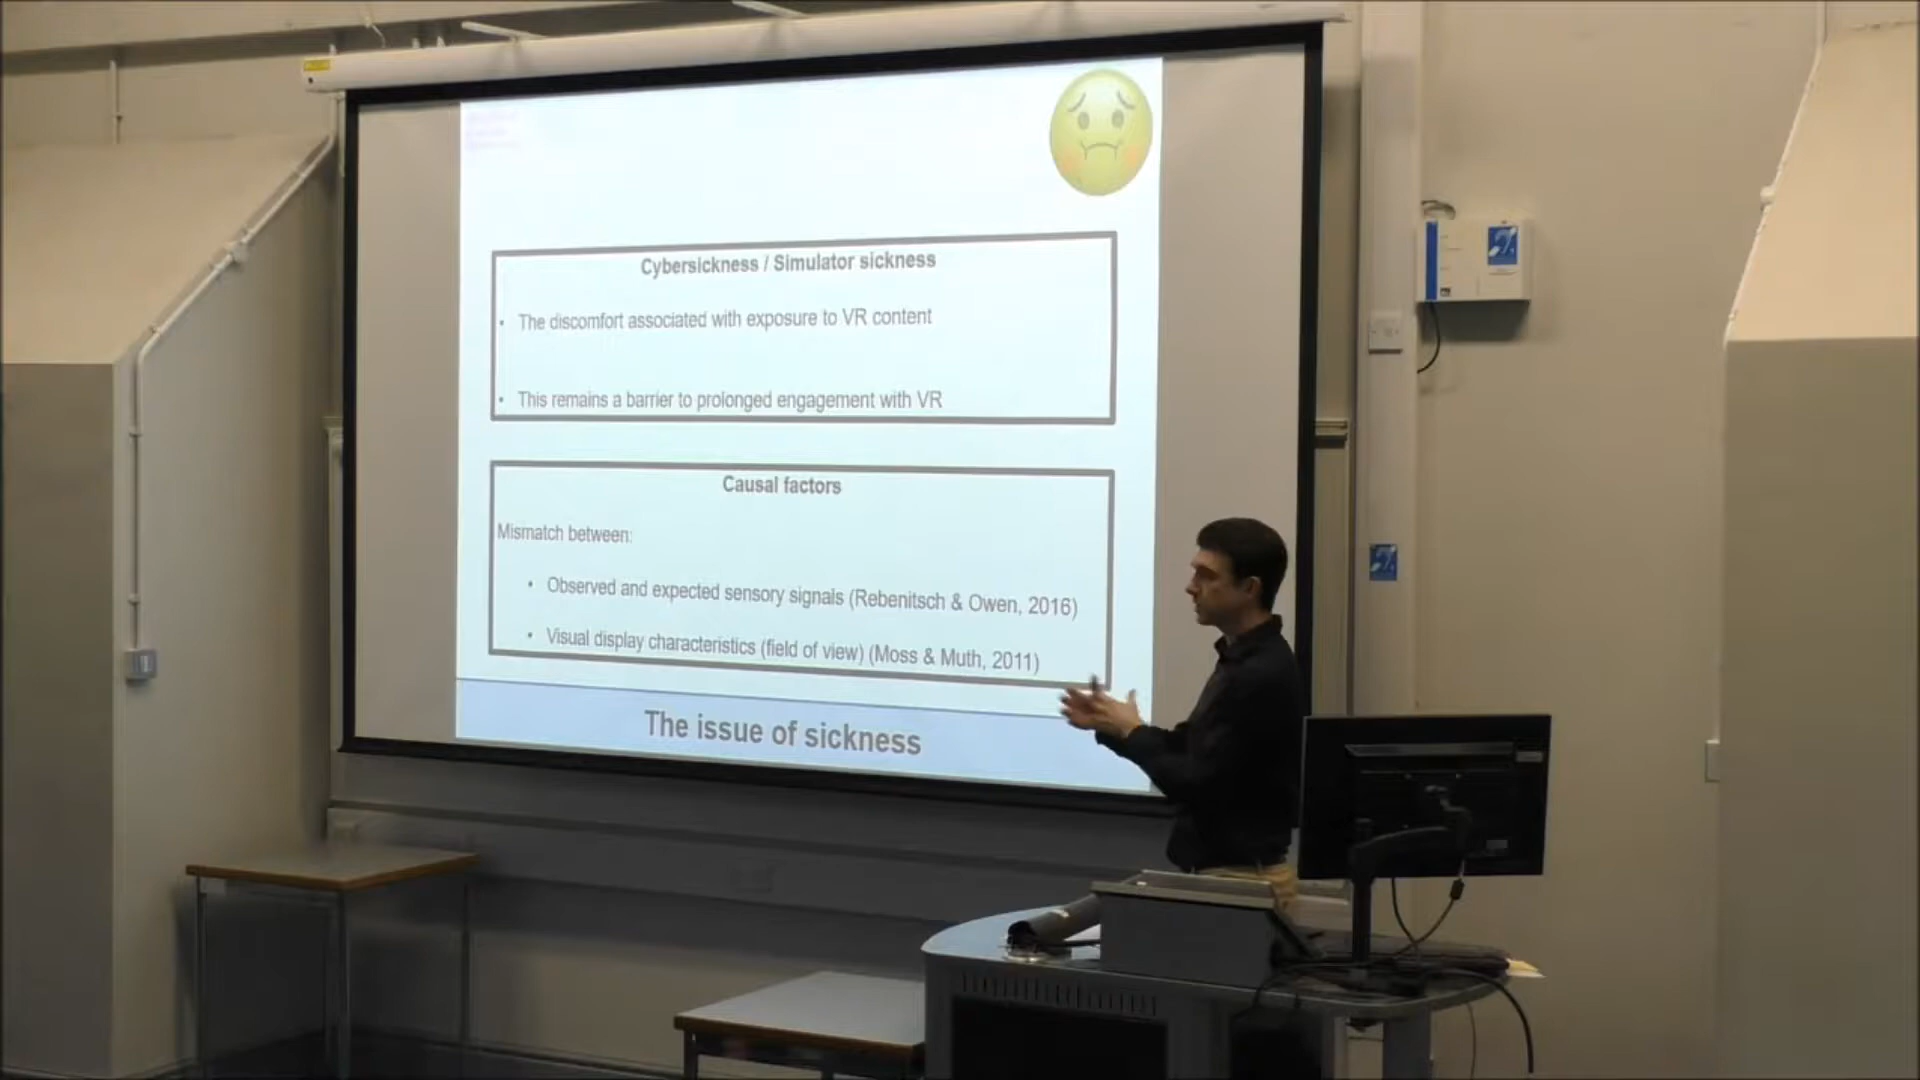 Cybersickness / Simulator sickness
• The discomfort associated with exposure to VR content
• This remains a barrier to prolonged engagement with VR
Causal factors
Mismatch between:
• Observed and expected sensory signals (Rebenitsch & Owen, 2016)
• Visual display characteristics (field of view) (Moss & Muth, 2011)
The issue of sickness